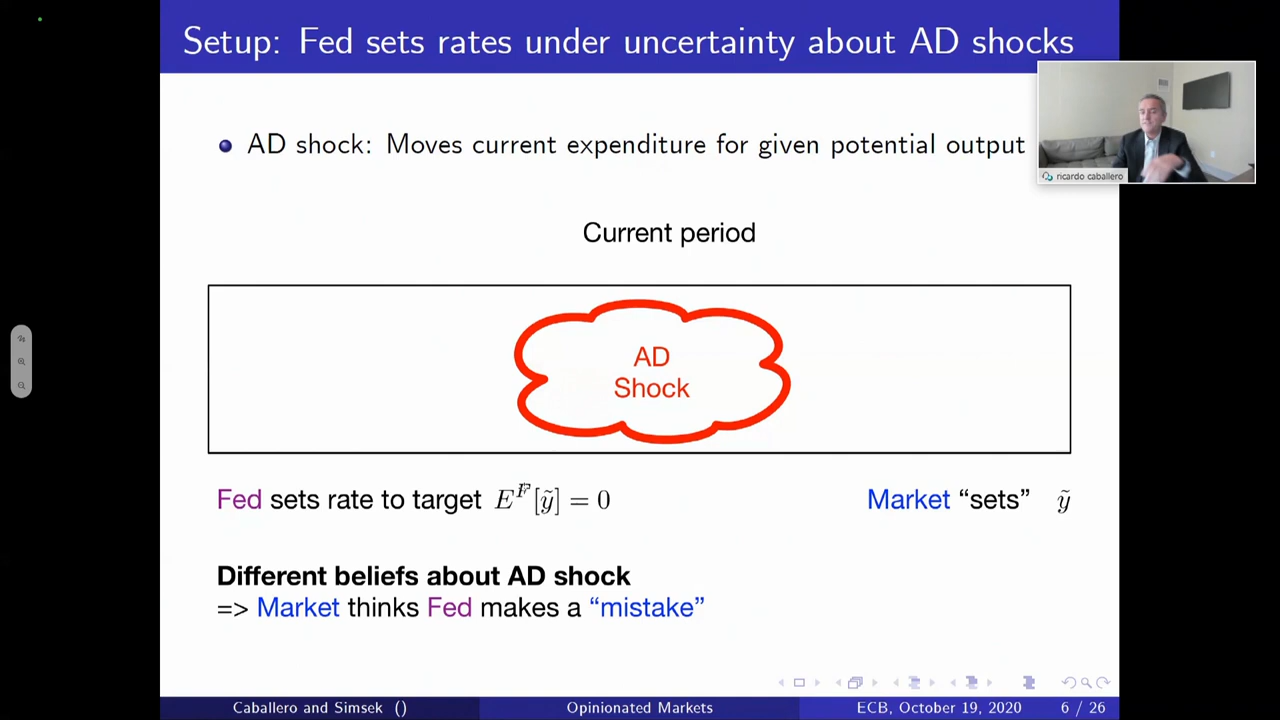 Setup: Fed sets rates under uncertainty about AD shocks
AD shock: Moves current expenditure for given potential output
ricardo caballero
Current period
AD
Shock
Fed sets rate to target E^F[ỹ] = 0
Market “sets” ỹ
Different beliefs about AD shock
=> Market thinks Fed makes a “mistake”
Caballero and Simsek ()
Opinionated Markets
ECB, October 19, 2020
6 / 26